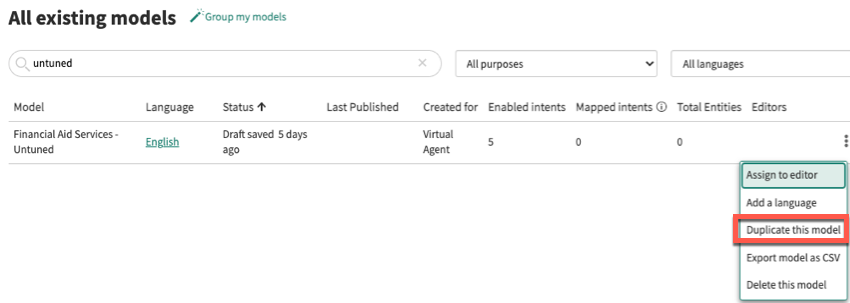 All existing models
Group my models
untuned
All purposes
All languages
Model Language Status Last Published Created for Enabled intents Mapped intents Total Entities Editors
Financial Aid Services - English Draft saved 5 days Virtual 5 0 0
Untuned ago Agent
Assign to editor
Add a language
Duplicate this model
Export model as CSV
Delete this model